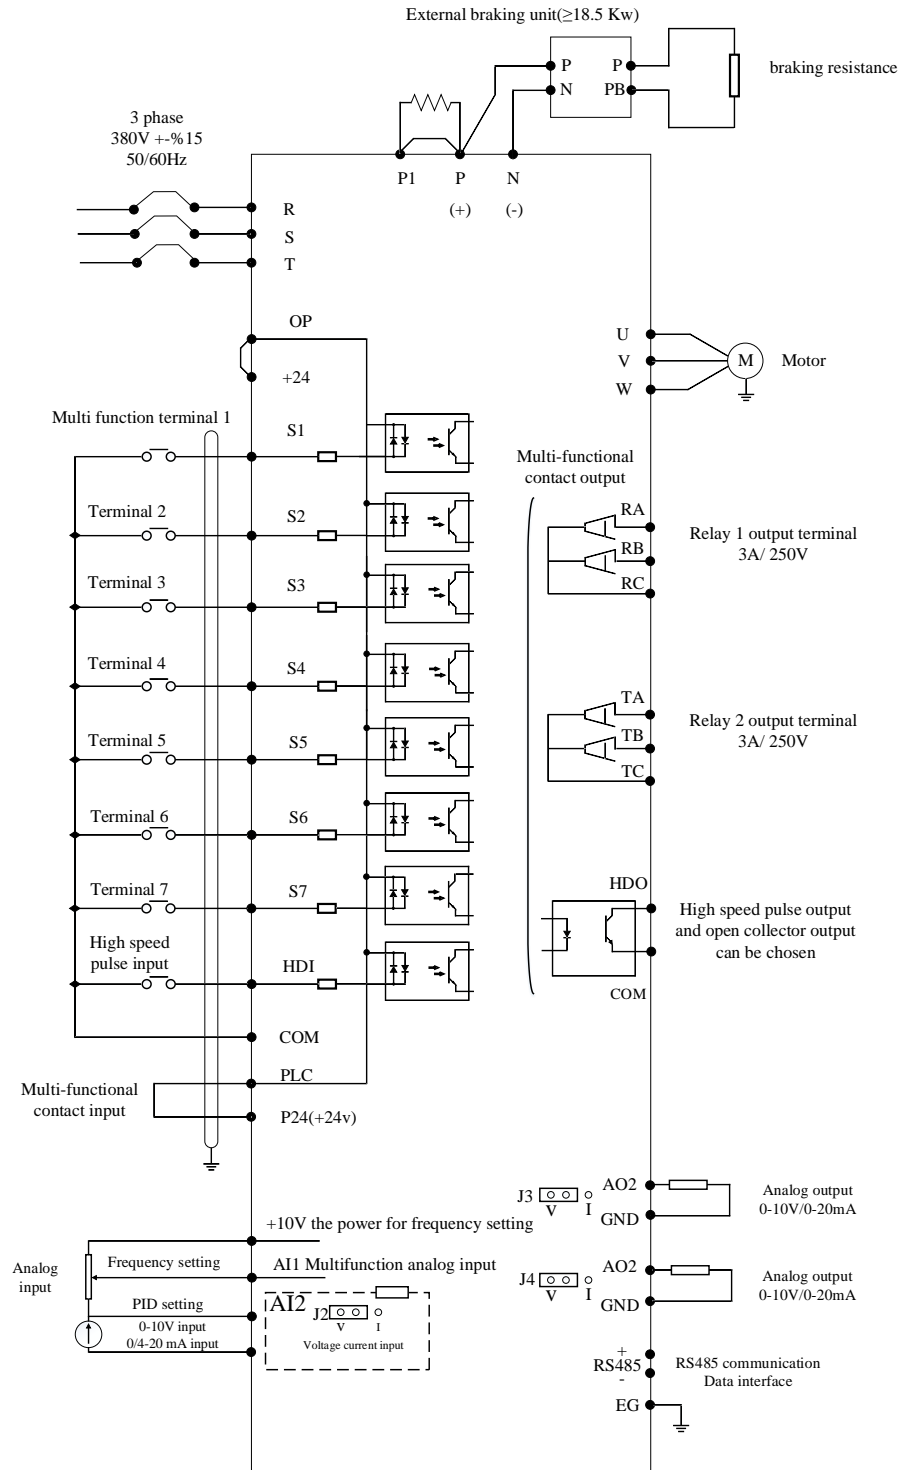 External braking unit(≥18.5 Kw)
P P
N PB
braking resistance
3 phase
380V +-%15
50/60Hz
P1 P N
(+) (-)
R
S
T
OP
+24
U
V
W
M
Motor
Multi function terminal 1
S1
Terminal 2
S2
Terminal 3
S3
Terminal 4
S4
Terminal 5
S5
Terminal 6
S6
Terminal 7
S7
High speed
pulse input
HDI
COM
PLC
Multi-functional
contact input
P24(+24v)
Multi-functional
contact output
RA
RB
RC
Relay 1 output terminal
3A/ 250V
TA
TB
TC
Relay 2 output terminal
3A/ 250V
HDO
High speed pulse output
and open collector output
can be chosen
COM
J3
V I
AO2
GND
Analog output
0-10V/0-20mA
+10V the power for frequency setting
Analog
input
Frequency setting
AI1 Multifunction analog input
PID setting
0-10V input
0/4-20 mA input
AI2
J2
V I
Voltage current input
J4
V I
AO2
GND
Analog output
0-10V/0-20mA
+
RS485
-
RS485 communication
Data interface
EG